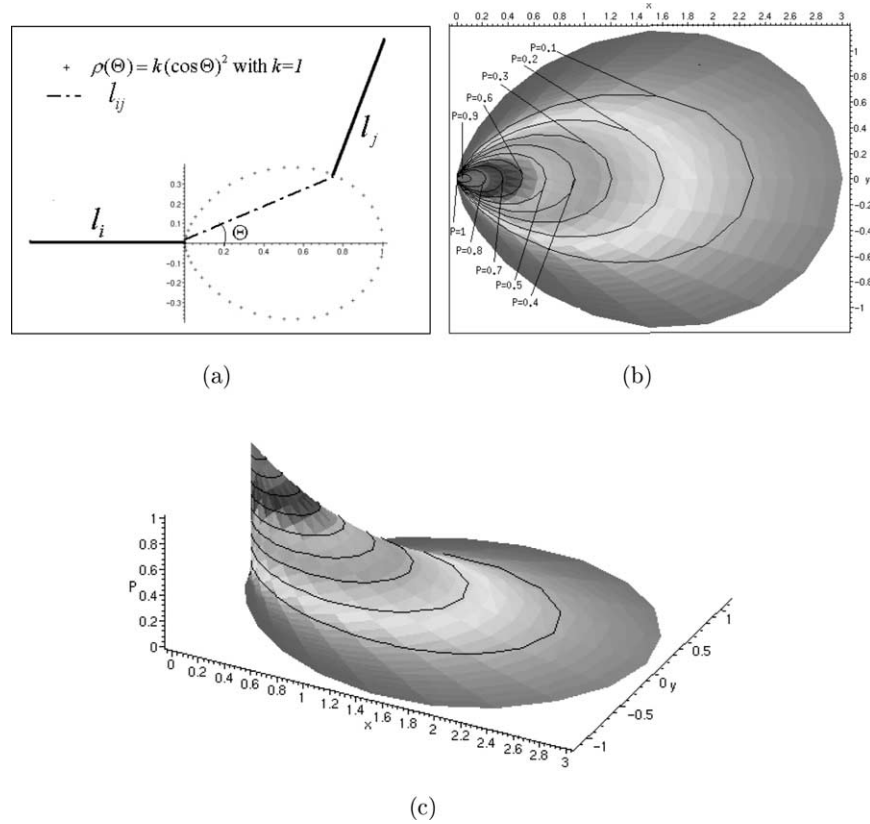 ρ(Θ) = k(cosΘ)² with k=1
l_ij
l_j
l_i
Θ
0.3
0.2
0.1
-0.1
-0.2
-0.3
0.2 0.4 0.6 0.8 1
(a)
x
0 0.2 0.4 0.6 0.8 1 1.2 1.4 1.6 1.8 2 2.2 2.4 2.6 2.8 3
P=0.1
P=0.2
P=0.3
P=0.6
P=0.9
P=1
P=0.8
P=0.7
P=0.5
P=0.4
1
0.8
0.6
0.4
0.2
0 y
-0.2
-0.4
-0.6
-0.8
-1
(b)
1
0.8
0.6
P
0.4
0.2
0
0 0.2 0.4 0.6 0.8 1 1.2 1.4 1.6 1.8 2 2.2 2.4 2.6 2.8 3
x
1
0.5
0 y
-0.5
-1
(c)